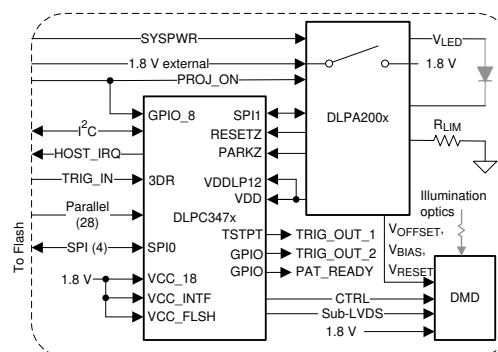 SYSPWR
1.8 V external
PROJ_ON
VLED
1.8 V
DLPA200x
RLIM
GPIO_8
I2C
HOST_IRQ
TRIG_IN
3DR
Parallel
(28)
DLPC347x
SPI (4)
SPI0
To Flash
1.8 V
VCC_18
VCC_INTF
VCC_FLSH
SPI1
RESETZ
PARKZ
VDDLP12
VDD
TSTPT
TRIG_OUT_1
GPIO
TRIG_OUT_2
GPIO
PAT_READY
Illumination
optics
VOFFSET,
VBIAS,
VRESET
CTRL
Sub-LVDS
1.8 V
DMD